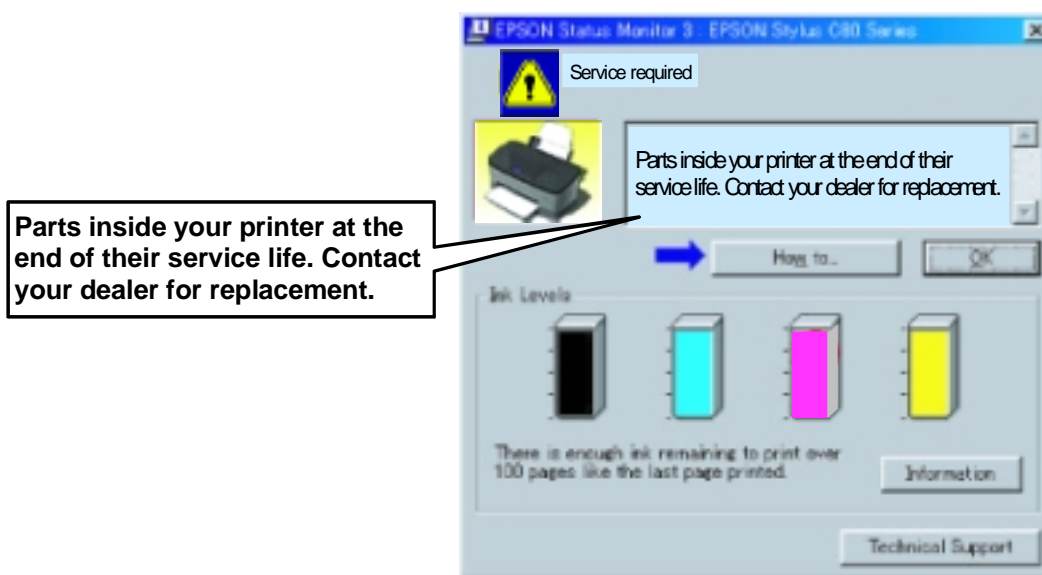 EPSON Status Monitor 3 : EPSON Stylus C80 Series
Service required
Parts inside your printer at the end of their
service life. Contact your dealer for replacement.
Parts inside your printer at the
end of their service life. Contact
your dealer for replacement.
How to...
OK
Ink Levels
There is enough ink remaining to print over
100 pages like the last page printed.
Information
Technical Support